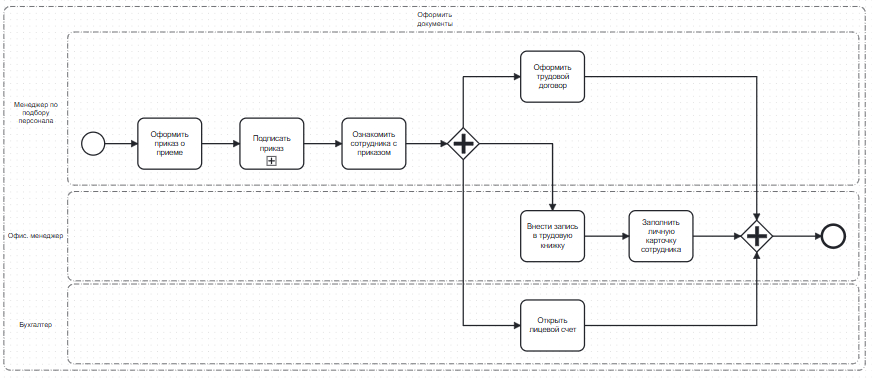 Оформить
документы
Менеджер по
подбору
персонала
Оформить
приказ о
приеме
Подписать
приказ
Ознакомить
сотрудника с
приказом
Оформить
трудовой
договор
Офис. менеджер
Внести запись
в трудовую
книжку
Заполнить
личную
карточку
сотрудника
Бухгалтер
Открыть
лицевой счет